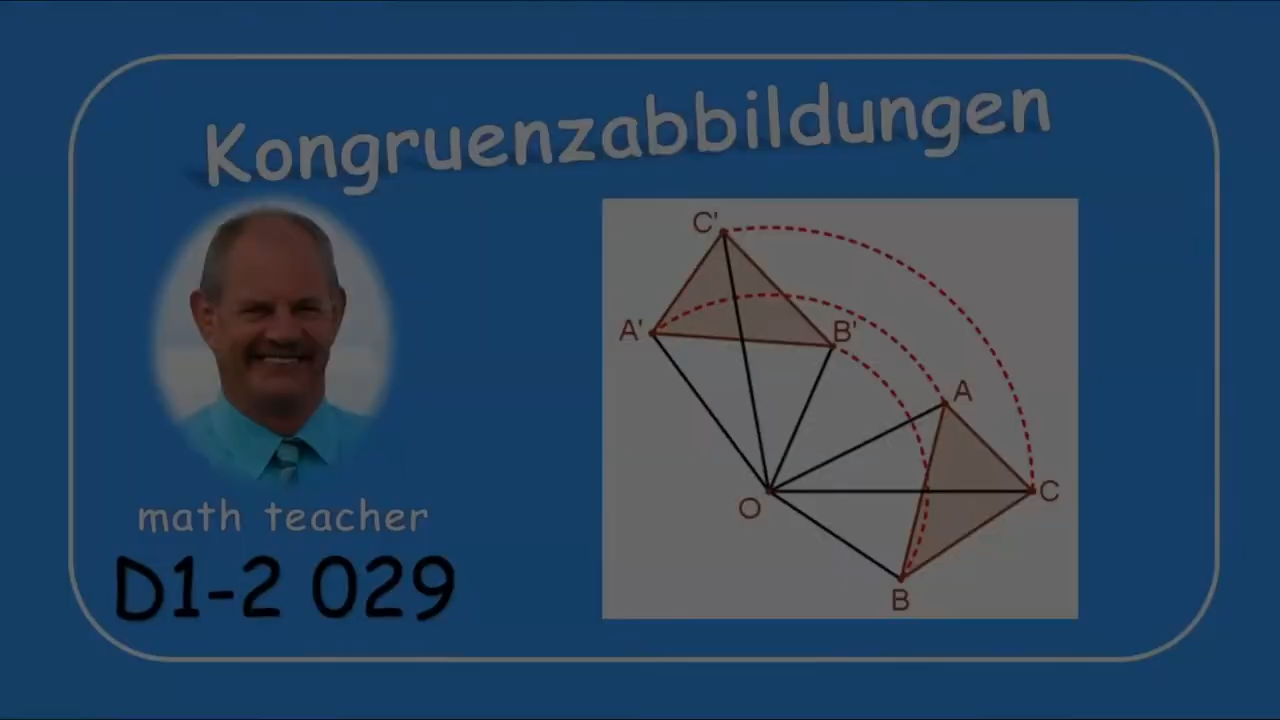 Kongruenzabbildungen
math teacher
D1-2 029
C'
A'
B'
A
C
O
B